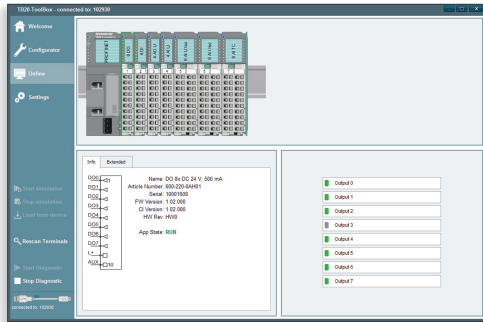 TB20-ToolBox - connected to: 102930
Welcome
Configurator
Online
Settings
Start simulation
Stop simulation
Load from device
Rescan Terminals
Start Diagnostic
Stop Diagnostic
connected to: 102930
PROFINET
Info
Extended
DO0
DO1
DO2
DO3
DO4
DO5
DO6
DO7
L+
AUX
10
Name: DO 8x DC 24 V, 500 mA
Article Number: 600-220-0AH01
Serial: 10001606
FW Version: 1.02.000
CI Version: 1.02.000
HW Rev: HW0
App State: RUN
Output 0
Output 1
Output 2
Output 3
Output 4
Output 5
Output 6
Output 7